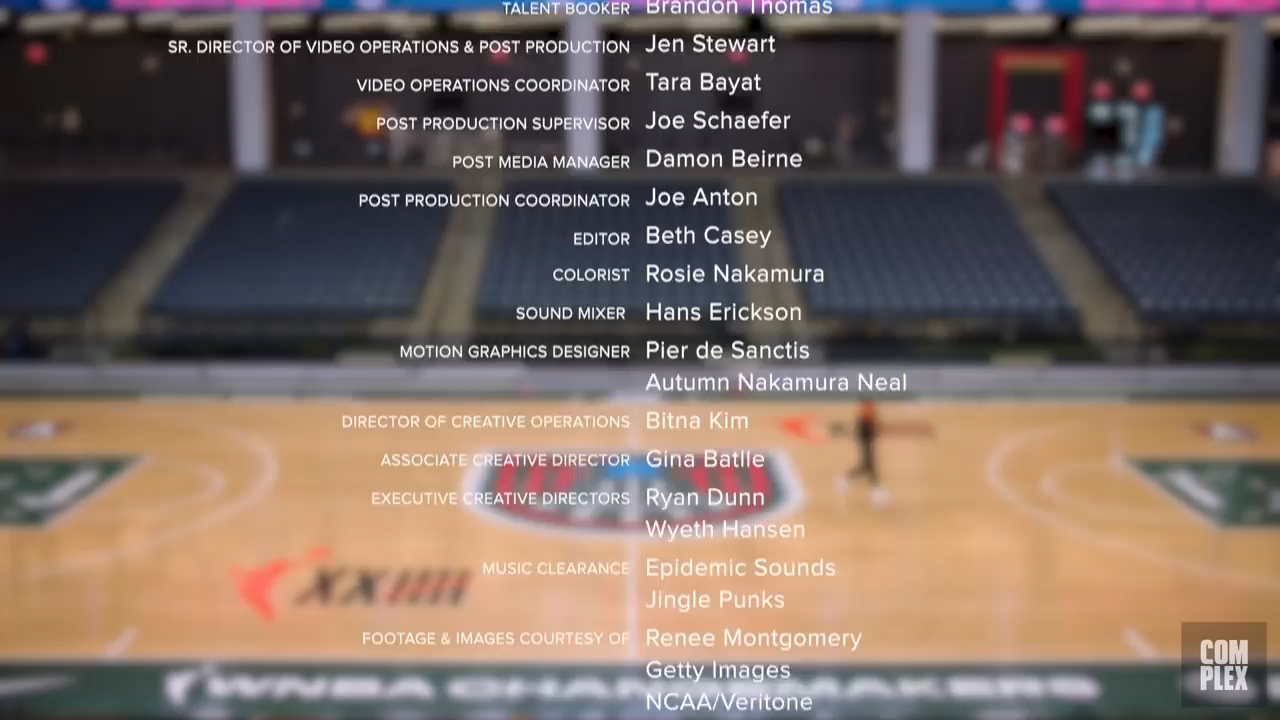 TALENT BOOKER Brandon Thomas
SR. DIRECTOR OF VIDEO OPERATIONS & POST PRODUCTION Jen Stewart
VIDEO OPERATIONS COORDINATOR Tara Bayat
POST PRODUCTION SUPERVISOR Joe Schaefer
POST MEDIA MANAGER Damon Beirne
POST PRODUCTION COORDINATOR Joe Anton
EDITOR Beth Casey
COLORIST Rosie Nakamura
SOUND MIXER Hans Erickson
MOTION GRAPHICS DESIGNER Pier de Sanctis
Autumn Nakamura Neal
DIRECTOR OF CREATIVE OPERATIONS Bitna Kim
ASSOCIATE CREATIVE DIRECTOR Gina Batlle
EXECUTIVE CREATIVE DIRECTORS Ryan Dunn
Wyeth Hansen
MUSIC CLEARANCE Epidemic Sounds
Jingle Punks
FOOTAGE & IMAGES COURTESY OF Renee Montgomery
Getty Images
NCAA/Veritone
XXIIIII
WNBA CHANGEMAKERS
COM
PLEX